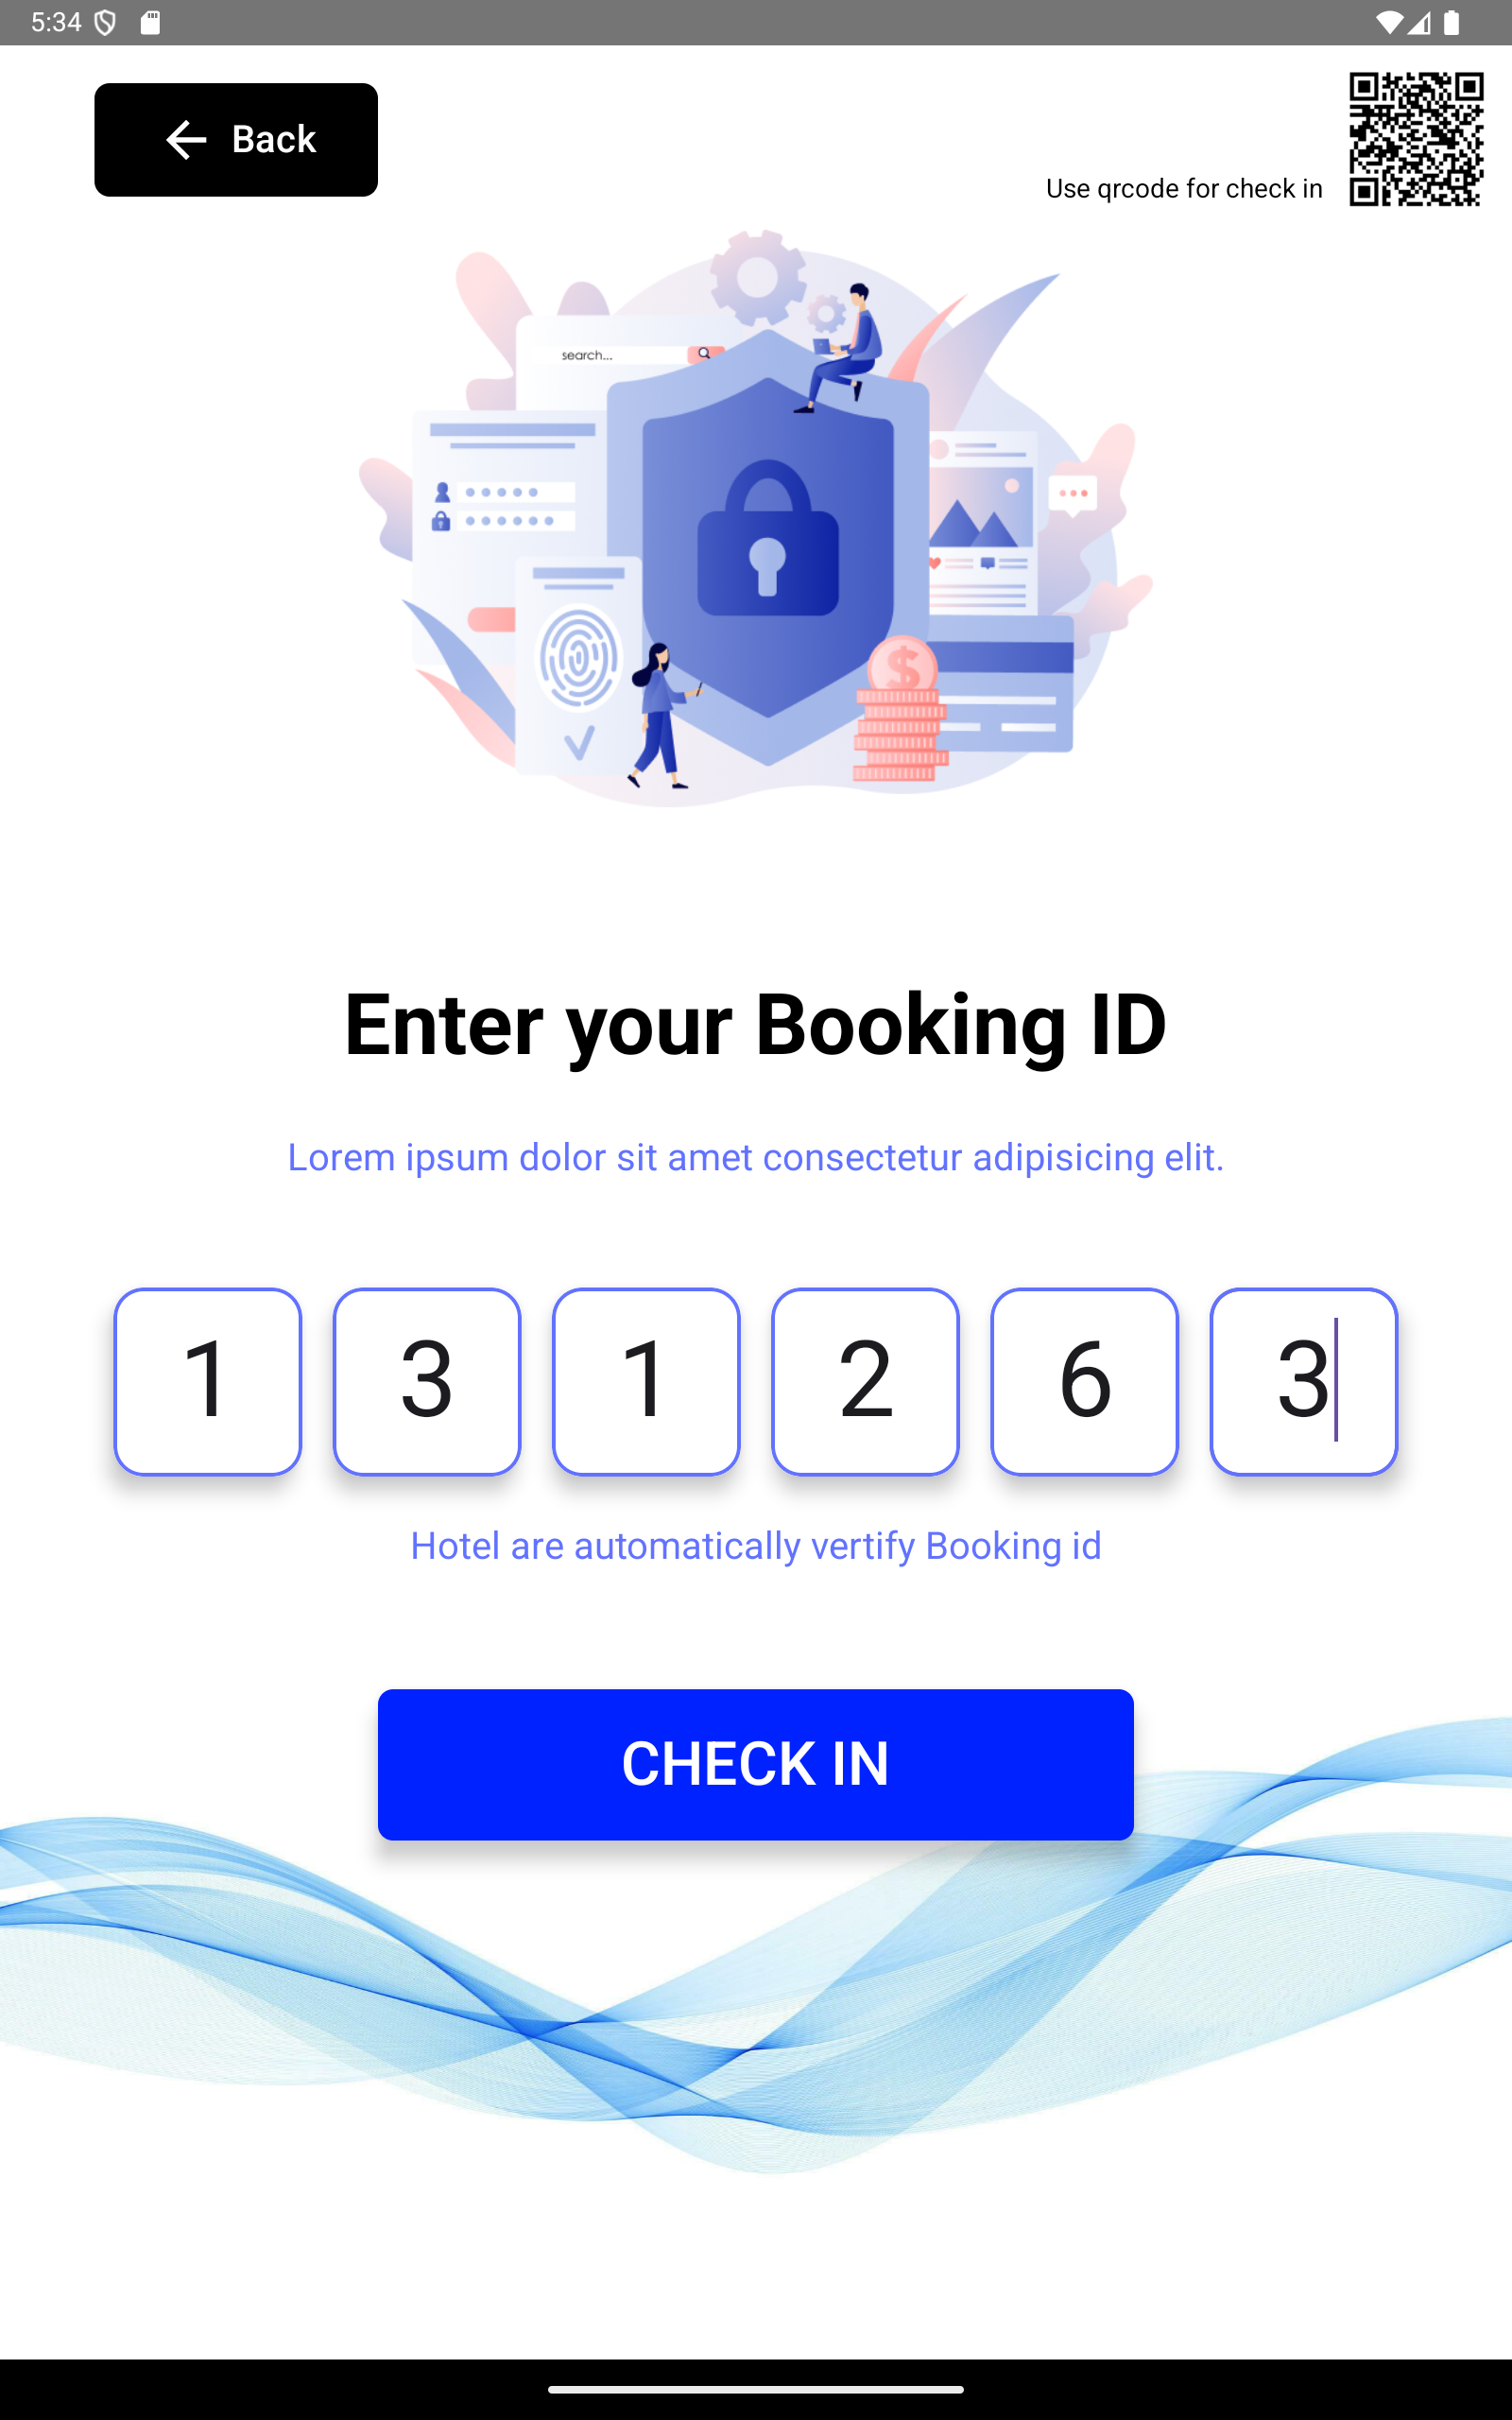 5:34
Back
Use qrcode for check in
search...
Enter your Booking ID
Lorem ipsum dolor sit amet consectetur adipisicing elit.
1 3 1 2 6 3
Hotel are automatically vertify Booking id
CHECK IN